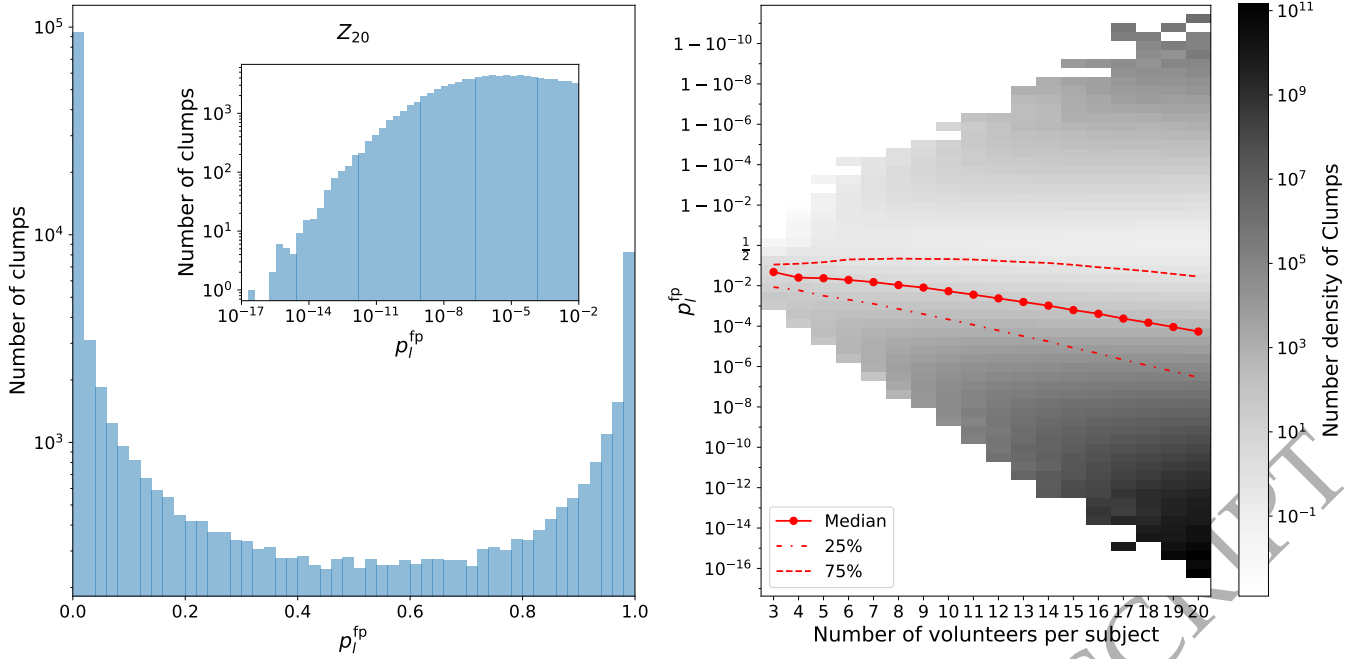 Z_{20}
Number of clumps
10^5
10^4
10^3
0.0 0.2 0.4 0.6 0.8 1.0
p_l^{fp}
Number of clumps
10^3
10^2
10^1
10^0
10^{-17} 10^{-14} 10^{-11} 10^{-8} 10^{-5} 10^{-2}
p_l^{fp}
p_l^{fp}
1 − 10^{-10}
1 − 10^{-8}
1 − 10^{-6}
1 − 10^{-4}
1 − 10^{-2}
1/2
10^{-2}
10^{-4}
10^{-6}
10^{-8}
10^{-10}
10^{-12}
10^{-14}
10^{-16}
Median
25%
75%
3 4 5 6 7 8 9 10 11 12 13 14 15 16 17 18 19 20
Number of volunteers per subject
10^{11}
10^9
10^7
10^5
10^3
10^1
10^{-1}
Number density of Clumps